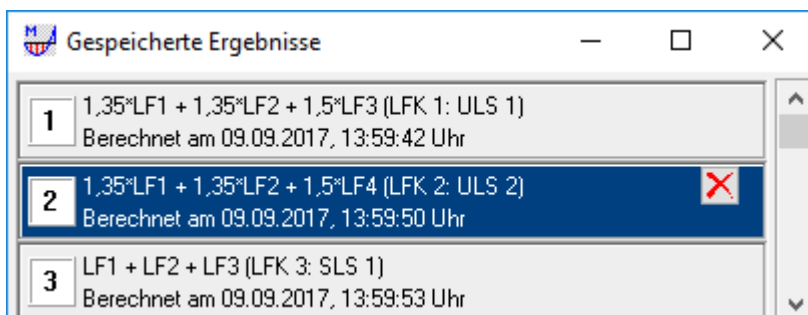 Gespeicherte Ergebnisse
1 1,35*LF1 + 1,35*LF2 + 1,5*LF3 (LFK 1: ULS 1)
Berechnet am 09.09.2017, 13:59:42 Uhr
2 1,35*LF1 + 1,35*LF2 + 1,5*LF4 (LFK 2: ULS 2)
Berechnet am 09.09.2017, 13:59:50 Uhr
3 LF1 + LF2 + LF3 (LFK 3: SLS 1)
Berechnet am 09.09.2017, 13:59:53 Uhr